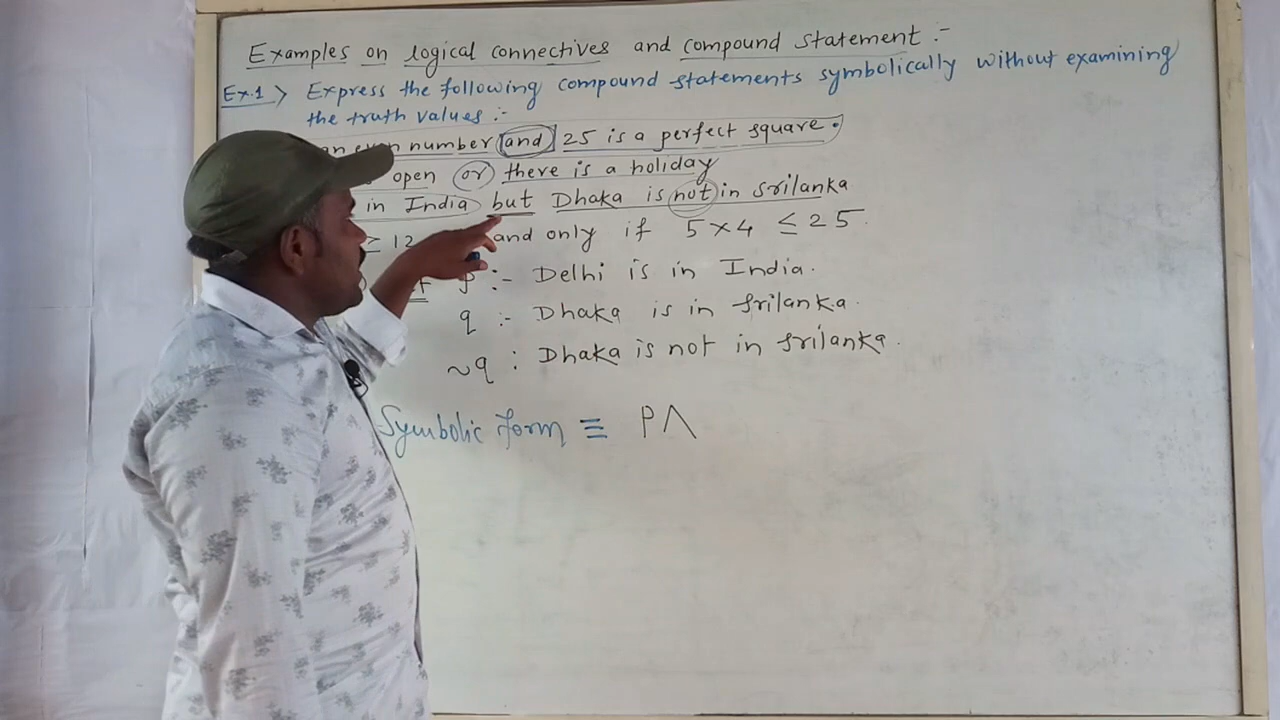 Examples on logical connectives and compound statement :-
Ex.1> Express the following compound statements symbolically without examining
the truth values :-
an even number and 25 is a perfect square.
open or there is a holiday
in India but Dhaka is not in srilanka
≥ 12 and only if 5 × 4 ≤ 25.
p :- Delhi is in India.
q :- Dhaka is in srilanka.
~q : Dhaka is not in srilanka.
Symbolic form ≡ P ∧